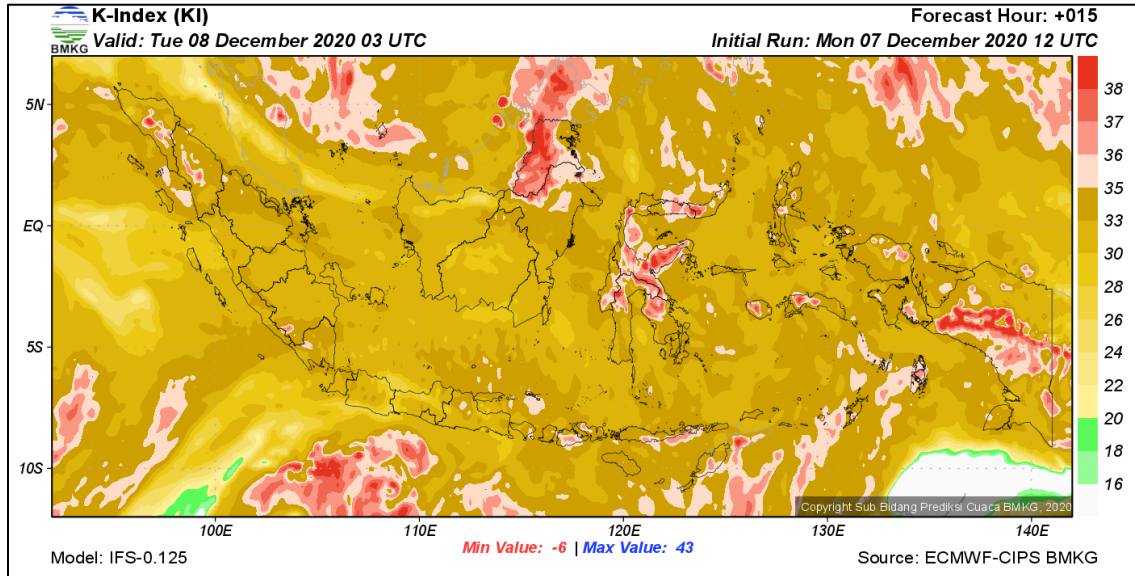 K-Index (KI)
Forecast Hour: +015
BMKG
Valid: Tue 08 December 2020 03 UTC
Initial Run: Mon 07 December 2020 12 UTC
5N
EQ
5S
10S
38
37
36
35
33
30
28
26
24
22
20
18
16
Copyright Sub Bidang Prediksi Cuaca BMKG, 2020
100E
110E
120E
130E
140E
Model: IFS-0.125
Min Value: -6 | Max Value: 43
Source: ECMWF-CIPS BMKG